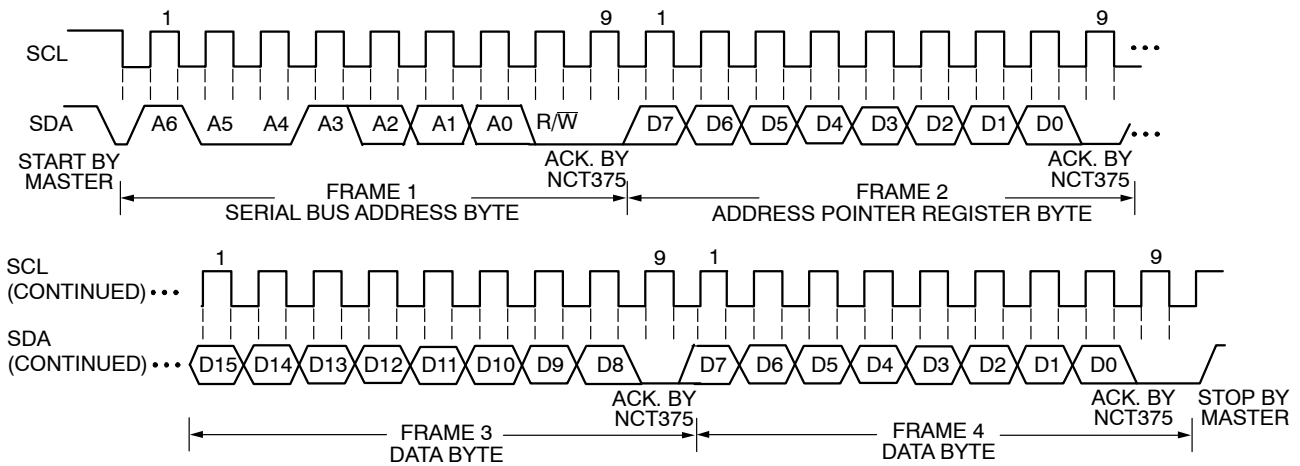 1 9 1 9
SCL •••
SDA A6 A5 A4 A3 A2 A1 A0 R/W̅ D7 D6 D5 D4 D3 D2 D1 D0 •••
START BY MASTER
ACK. BY NCT375
ACK. BY NCT375
FRAME 1
SERIAL BUS ADDRESS BYTE
FRAME 2
ADDRESS POINTER REGISTER BYTE
1 9 1 9
SCL
(CONTINUED) •••
SDA
(CONTINUED) ••• D15 D14 D13 D12 D11 D10 D9 D8 D7 D6 D5 D4 D3 D2 D1 D0
ACK. BY NCT375
ACK. BY NCT375
STOP BY MASTER
FRAME 3
DATA BYTE
FRAME 4
DATA BYTE